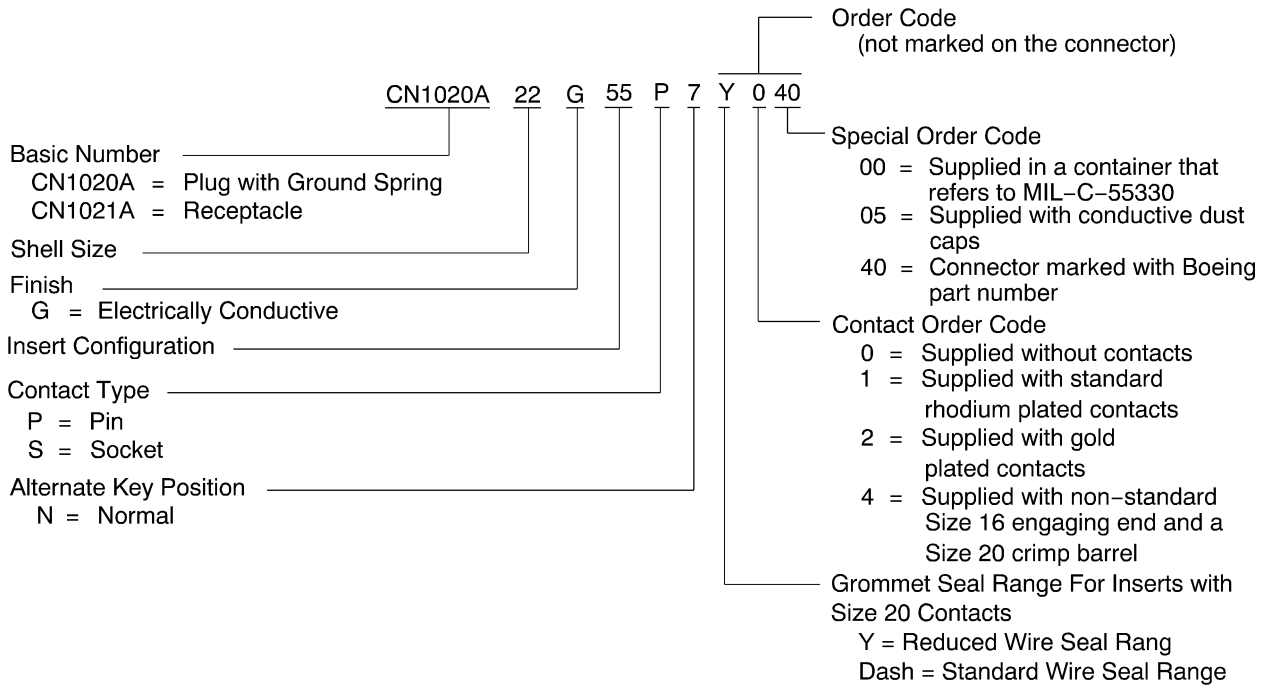 Order Code
(not marked on the connector)
CN1020A 22 G 55 P 7 Y 0 40
Basic Number
CN1020A = Plug with Ground Spring
CN1021A = Receptacle
Shell Size
Finish
G = Electrically Conductive
Insert Configuration
Contact Type
P = Pin
S = Socket
Alternate Key Position
N = Normal
Special Order Code
00 = Supplied in a container that
refers to MIL-C-55330
05 = Supplied with conductive dust
caps
40 = Connector marked with Boeing
part number
Contact Order Code
0 = Supplied without contacts
1 = Supplied with standard
rhodium plated contacts
2 = Supplied with gold
plated contacts
4 = Supplied with non-standard
Size 16 engaging end and a
Size 20 crimp barrel
Grommet Seal Range For Inserts with
Size 20 Contacts
Y = Reduced Wire Seal Rang
Dash = Standard Wire Seal Range